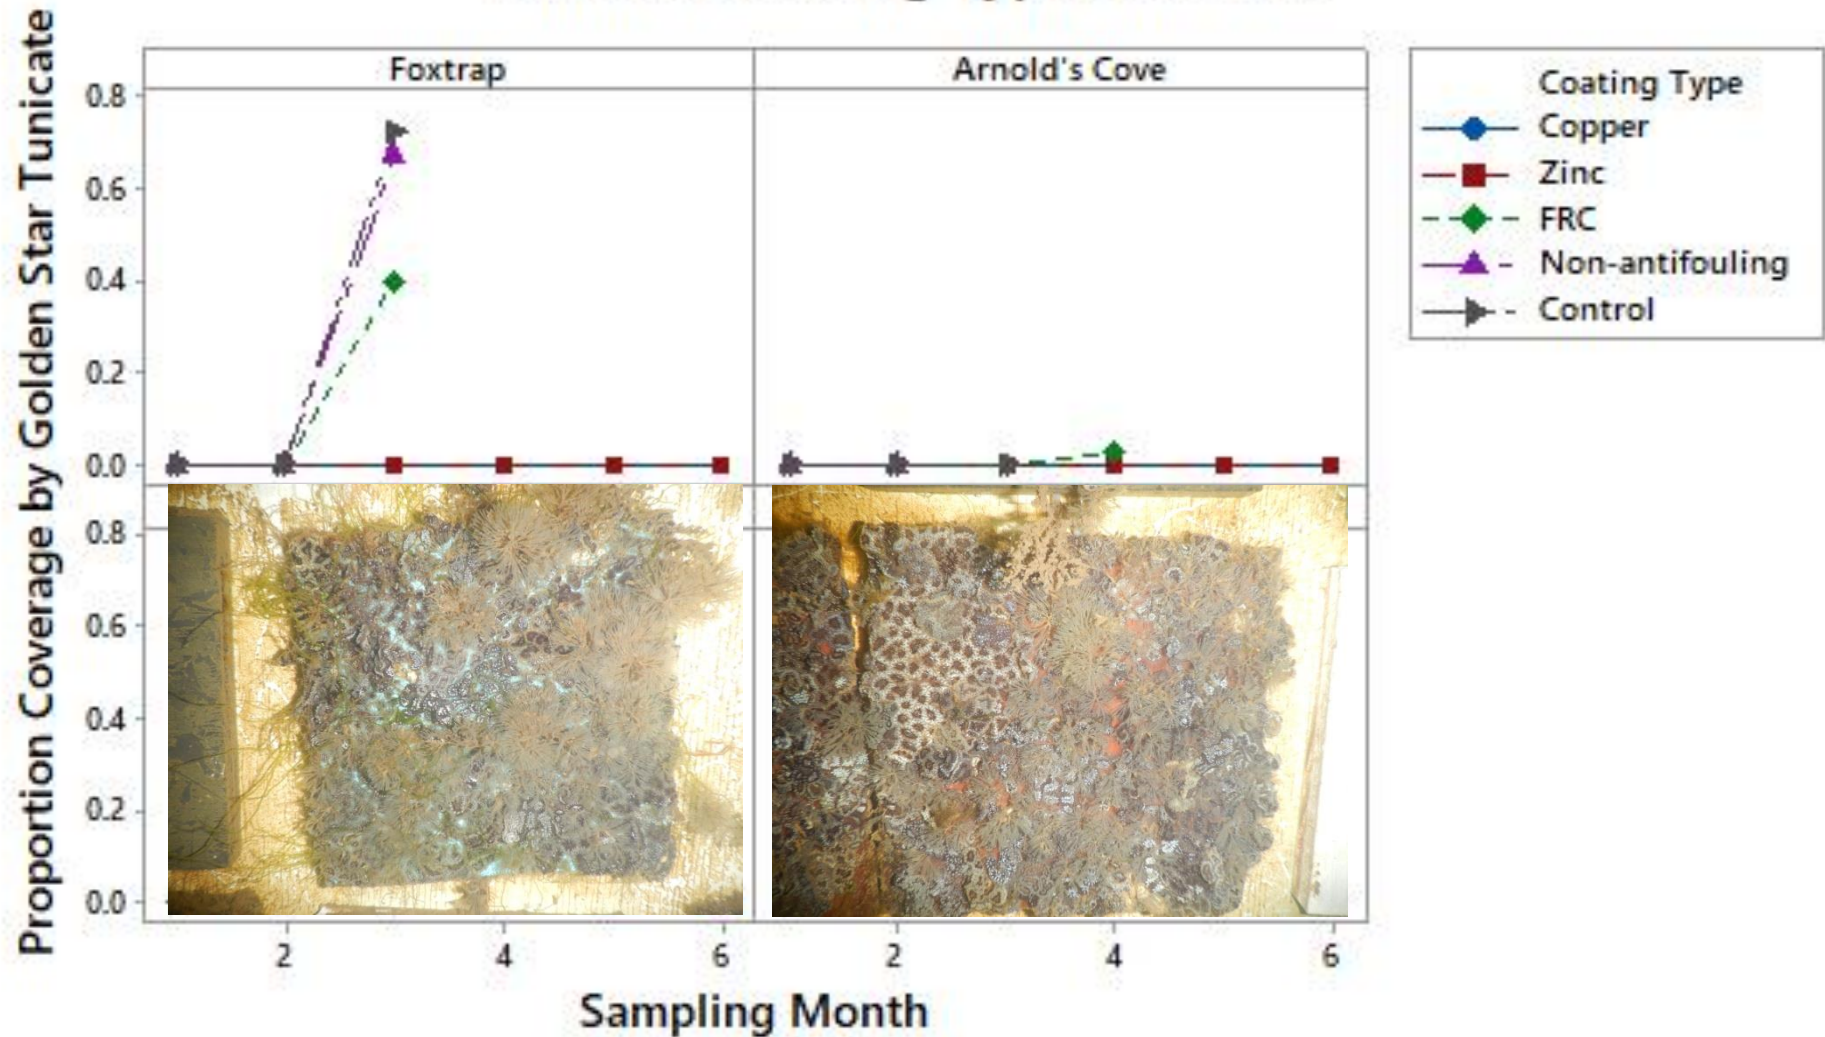 Proportion Coverage by Golden Star Tunicate
Foxtrap
Arnold's Cove
0.8
0.6
0.4
0.2
0.0
0.8
0.6
0.4
0.2
0.0
2
4
6
2
4
6
Sampling Month
Coating Type
Copper
Zinc
FRC
Non-antifouling
Control